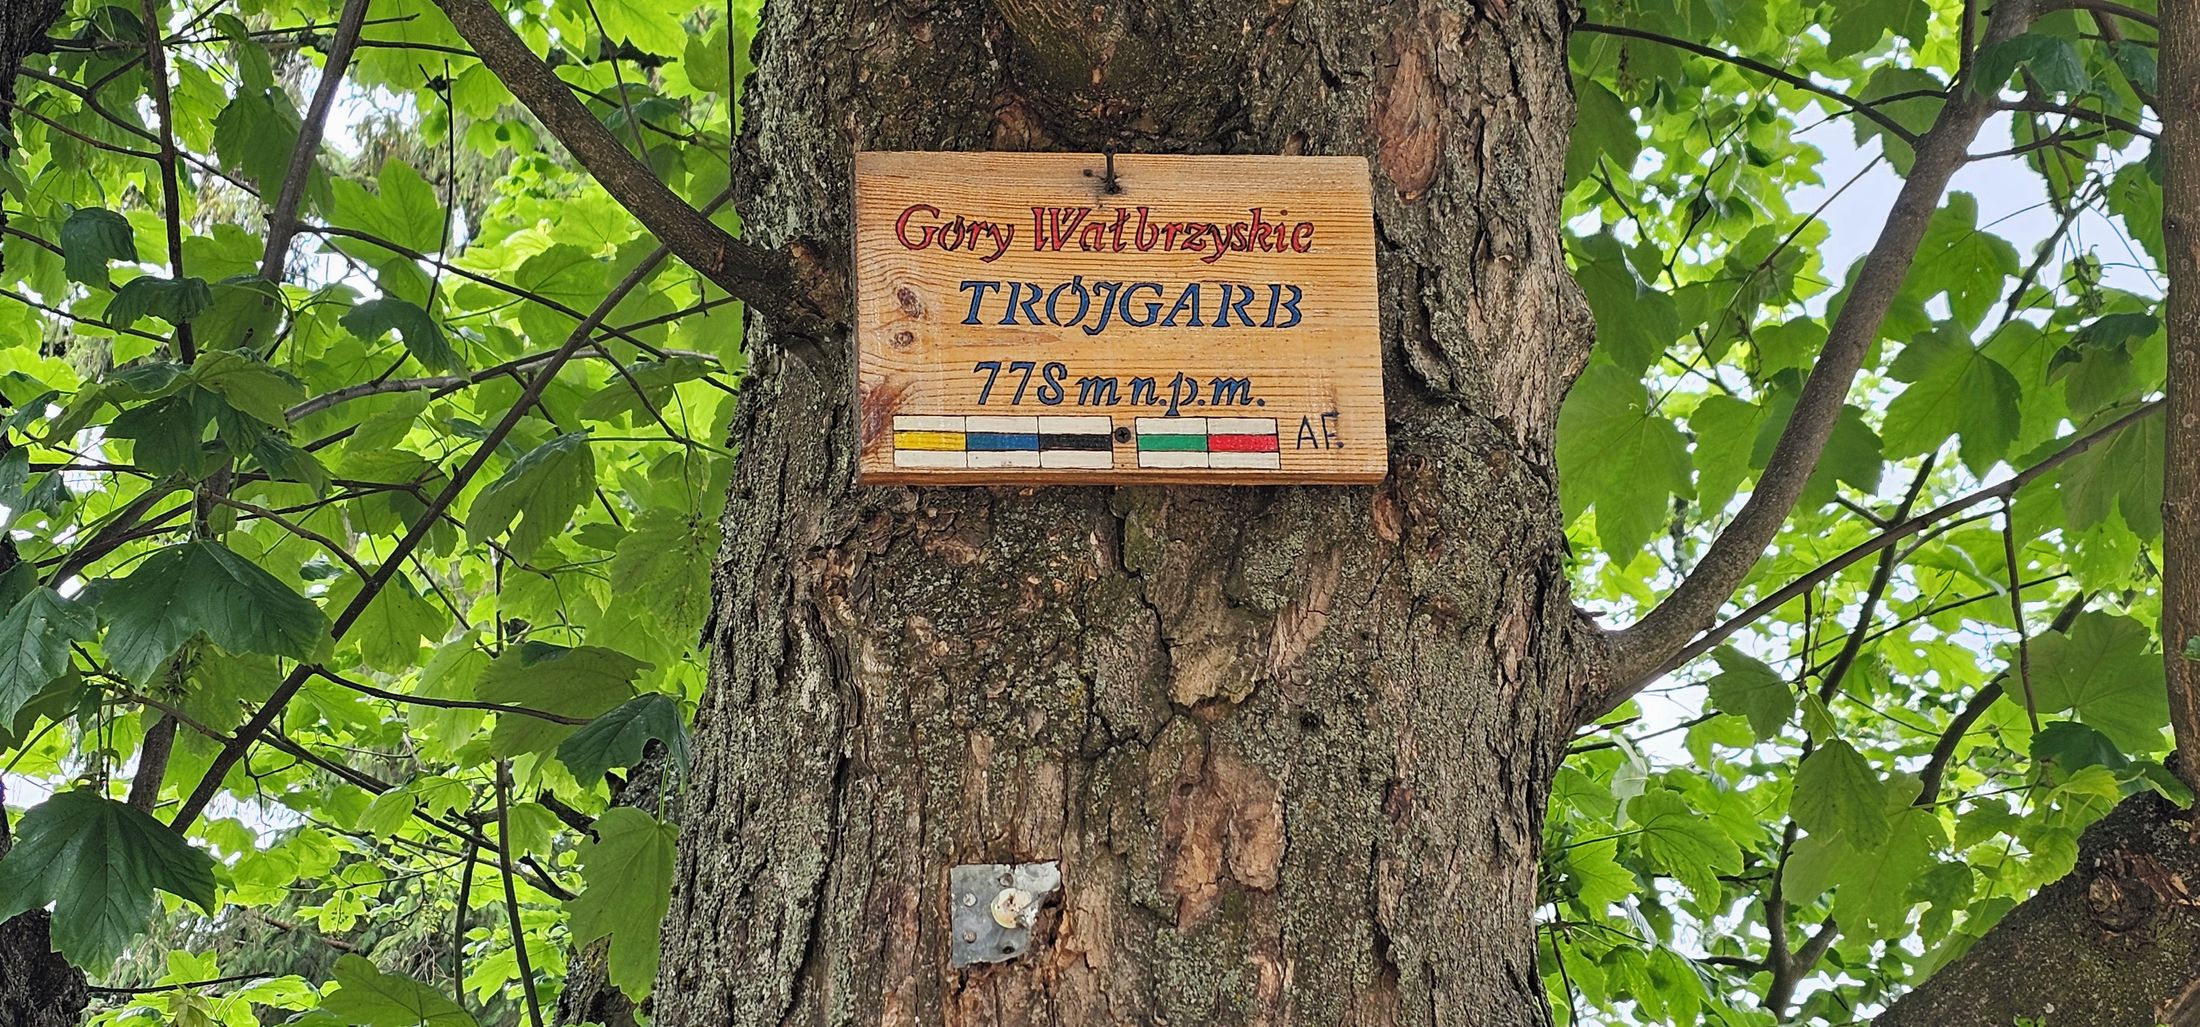 Góry Wałbrzyskie
TRÓJGARB
778 m n.p.m.
AF.